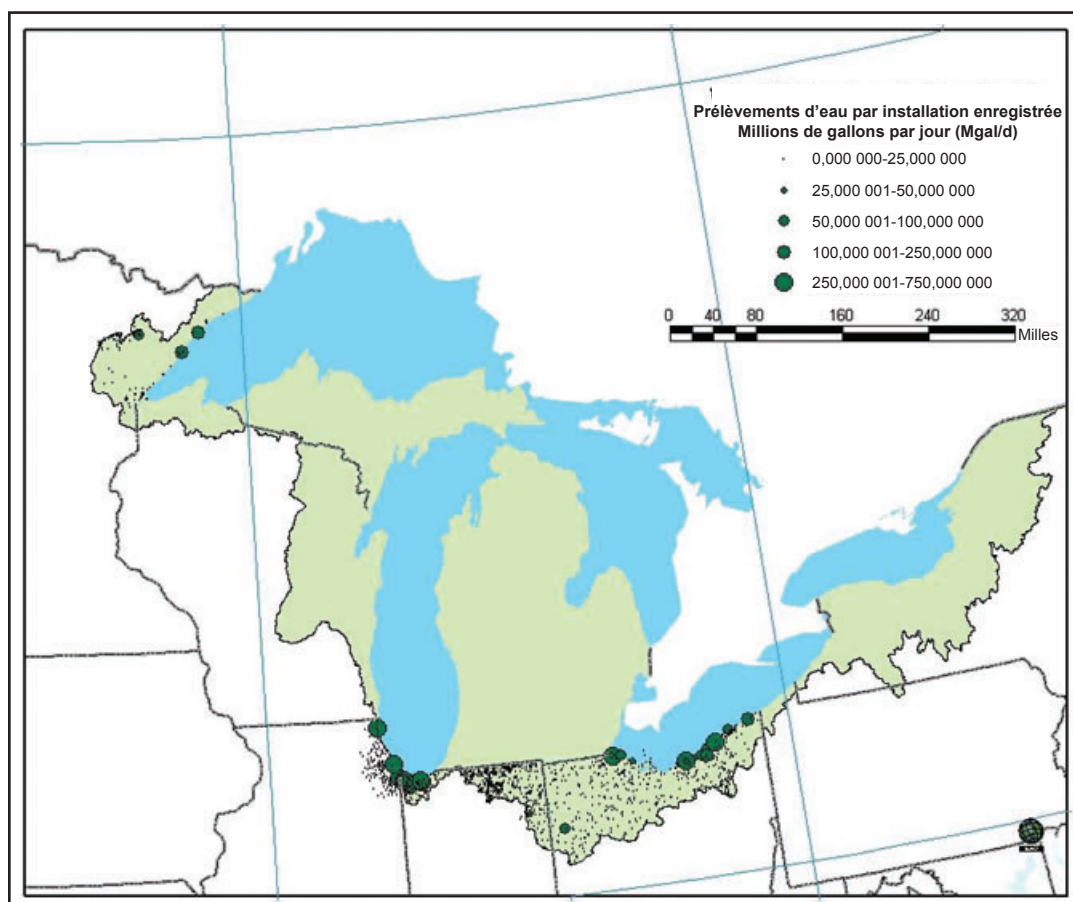 Prélèvements d'eau par installation enregistrée
Millions de gallons par jour (Mgal/d)
0,000 000-25,000 000
25,000 001-50,000 000
50,000 001-100,000 000
100,000 001-250,000 000
250,000 001-750,000 000
0 40 80 160 240 320
Milles